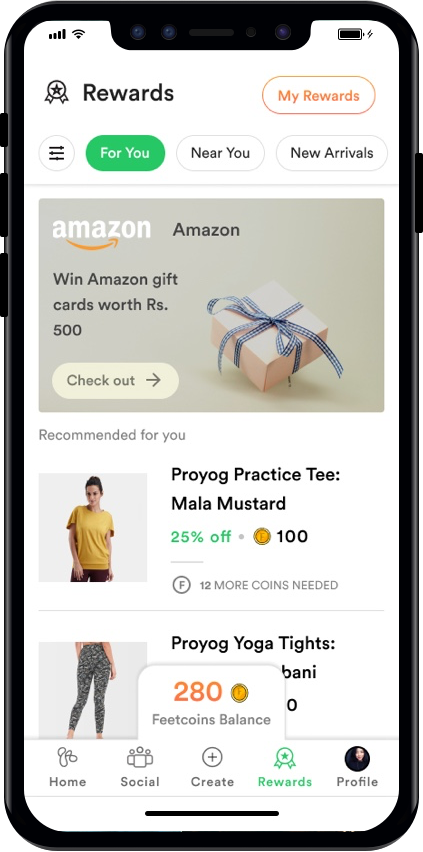 Rewards
My Rewards
For You
Near You
New Arrivals
amazon
Amazon
Win Amazon gift
cards worth Rs.
500
Check out
Recommended for you
Proyog Practice Tee:
Mala Mustard
25% off • 100
F 12 MORE COINS NEEDED
Proyog Yoga Tights:
bani
0
280
Feetcoins Balance
Home
Social
Create
Rewards
Profile